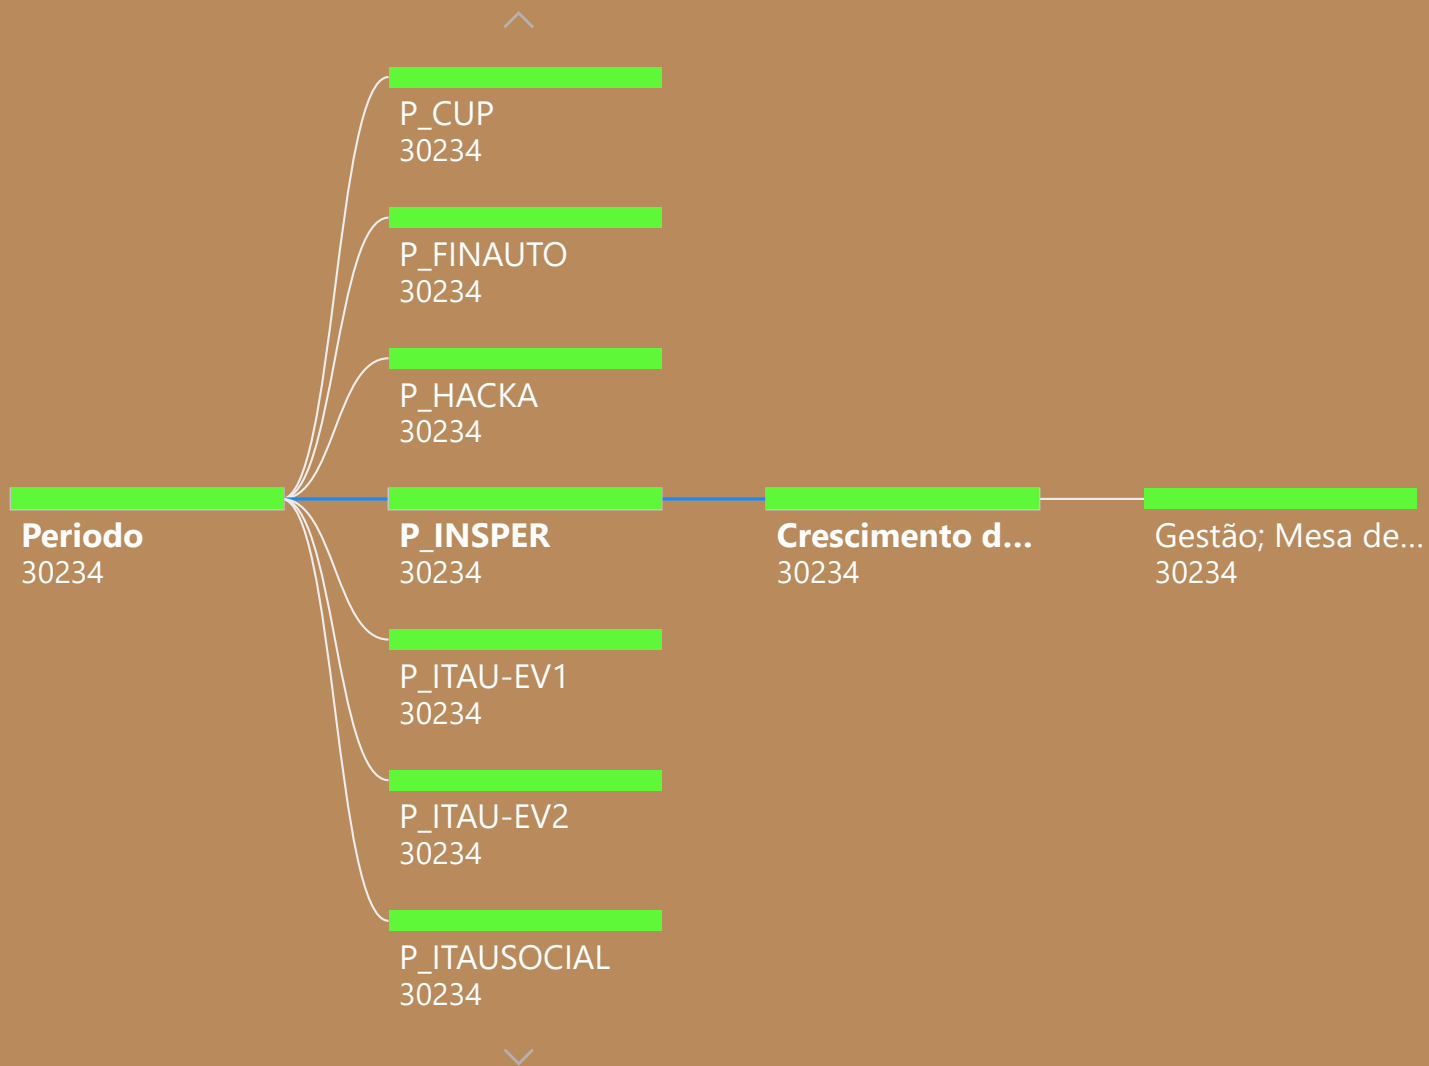 P_CUP
30234
P_FINAUTO
30234
P_HACKA
30234
Periodo
30234
P_INSPER
30234
Crescimento d...
30234
Gestão; Mesa de...
30234
P_ITAU-EV1
30234
P_ITAU-EV2
30234
P_ITAUSOCIAL
30234